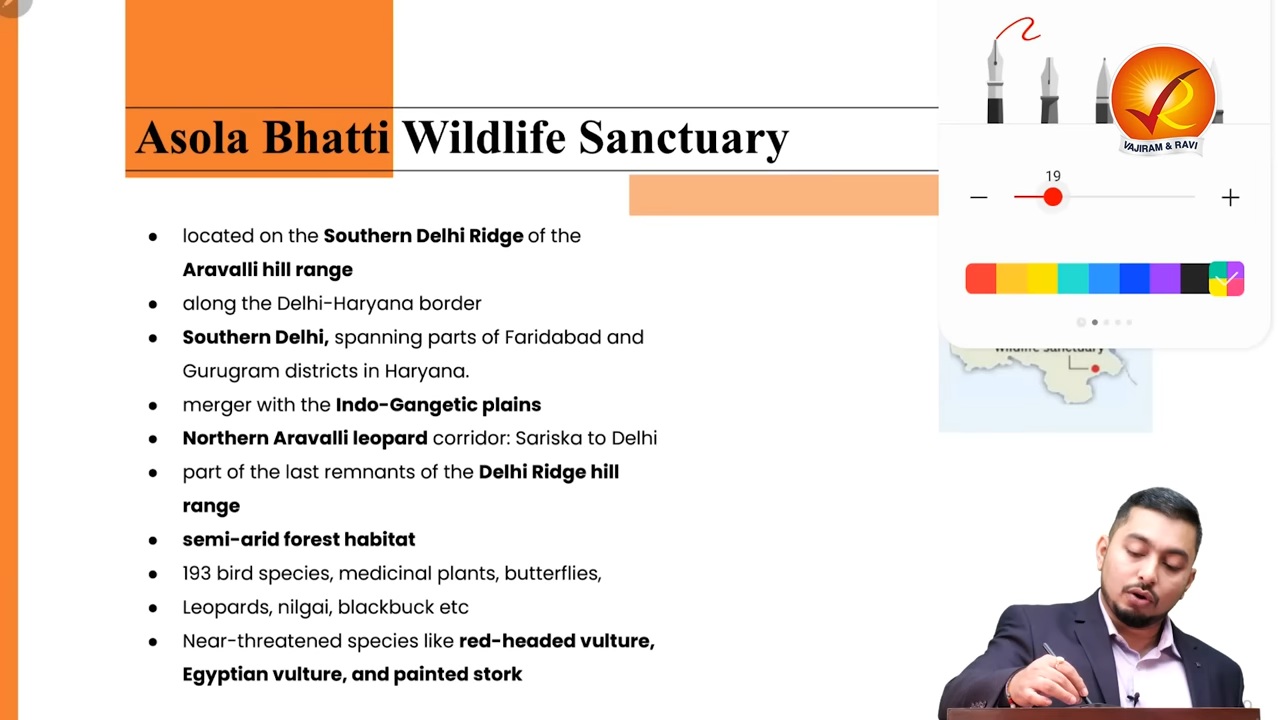 Asola Bhatti Wildlife Sanctuary
VAJIRAM & RAVI
19
● located on the Southern Delhi Ridge of the
Aravalli hill range
● along the Delhi-Haryana border
● Southern Delhi, spanning parts of Faridabad and
Gurugram districts in Haryana.
● merger with the Indo-Gangetic plains
● Northern Aravalli leopard corridor: Sariska to Delhi
● part of the last remnants of the Delhi Ridge hill
range
● semi-arid forest habitat
● 193 bird species, medicinal plants, butterflies,
● Leopards, nilgai, blackbuck etc
● Near-threatened species like red-headed vulture,
Egyptian vulture, and painted stork
wildlife sanctuary